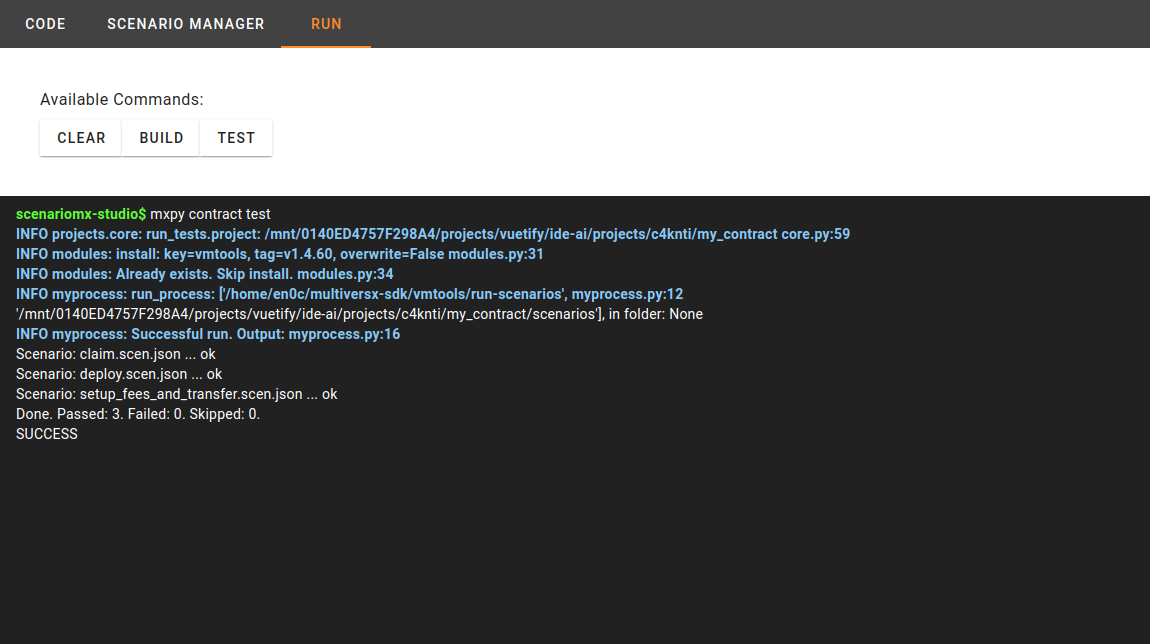 CODE SCENARIO MANAGER RUN
Available Commands:
CLEAR BUILD TEST
scenariomx-studio$ mxpy contract test
INFO projects.core: run_tests.project: /mnt/0140ED4757F298A4/projects/vuetify/ide-ai/projects/c4knti/my_contract core.py:59
INFO modules: install: key=vmtools, tag=v1.4.60, overwrite=False modules.py:31
INFO modules: Already exists. Skip install. modules.py:34
INFO myprocess: run_process: ['/home/en0c/multiversx-sdk/vmtools/run-scenarios', myprocess.py:12
'/mnt/0140ED4757F298A4/projects/vuetify/ide-ai/projects/c4knti/my_contract/scenarios'], in folder: None
INFO myprocess: Successful run. Output: myprocess.py:16
Scenario: claim.scen.json ... ok
Scenario: deploy.scen.json ... ok
Scenario: setup_fees_and_transfer.scen.json ... ok
Done. Passed: 3. Failed: 0. Skipped: 0.
SUCCESS